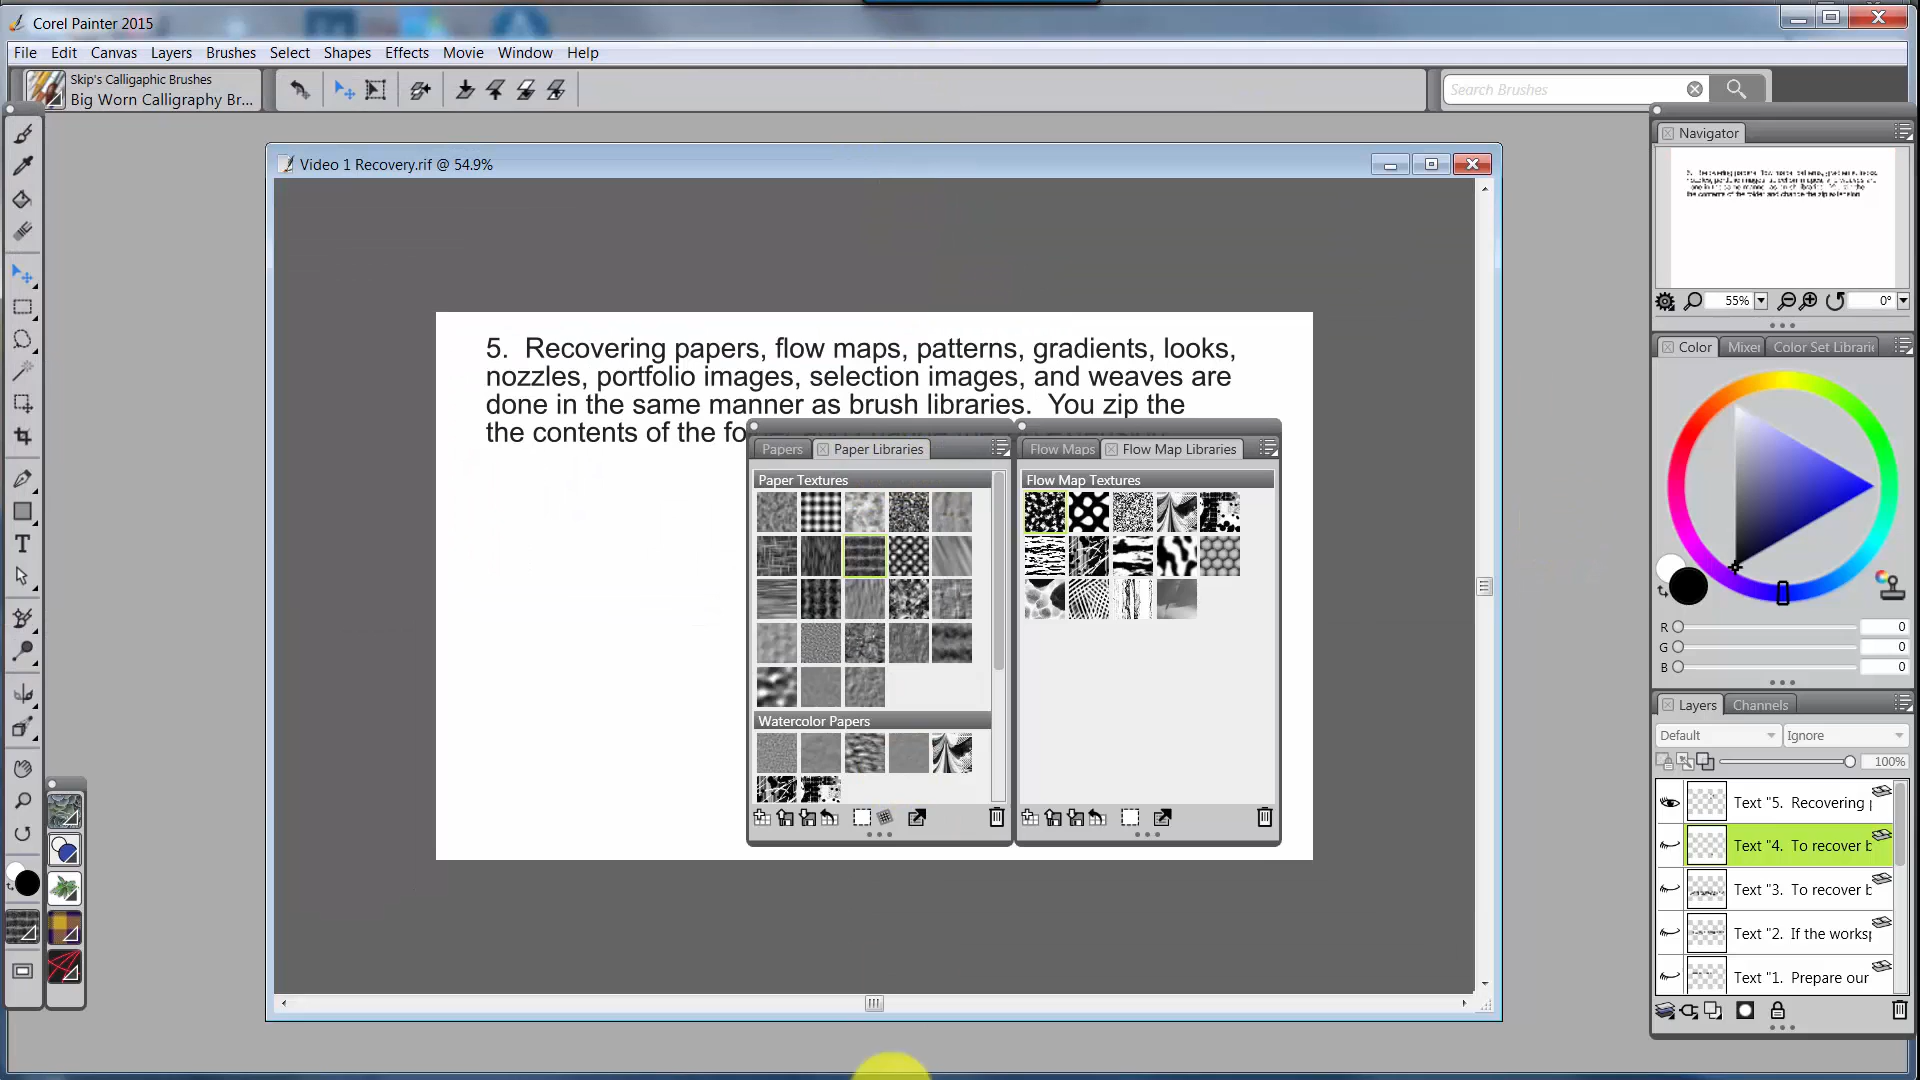 Corel Painter 2015
File Edit Canvas Layers Brushes Select Shapes Effects Movie Window Help
Skip's Calligaphic Brushes
Big Worn Calligraphy Br...
Search Brushes
Video 1 Recovery.rif @ 54.9%
5. Recovering papers, flow maps, patterns, gradients, looks,
nozzles, portfolio images, selection images, and weaves are
done in the same manner as brush libraries. You zip the
the contents of the fo
Papers Paper Libraries
Paper Textures
Watercolor Papers
Flow Maps Flow Map Libraries
Flow Map Textures
Navigator
55% 0°
Color Mixer Color Set Librari
R 0
G 0
B 0
Layers Channels
Default Ignore
100%
Text "5. Recovering
Text "4. To recover b
Text "3. To recover b
Text "2. If the works
Text "1. Prepare our